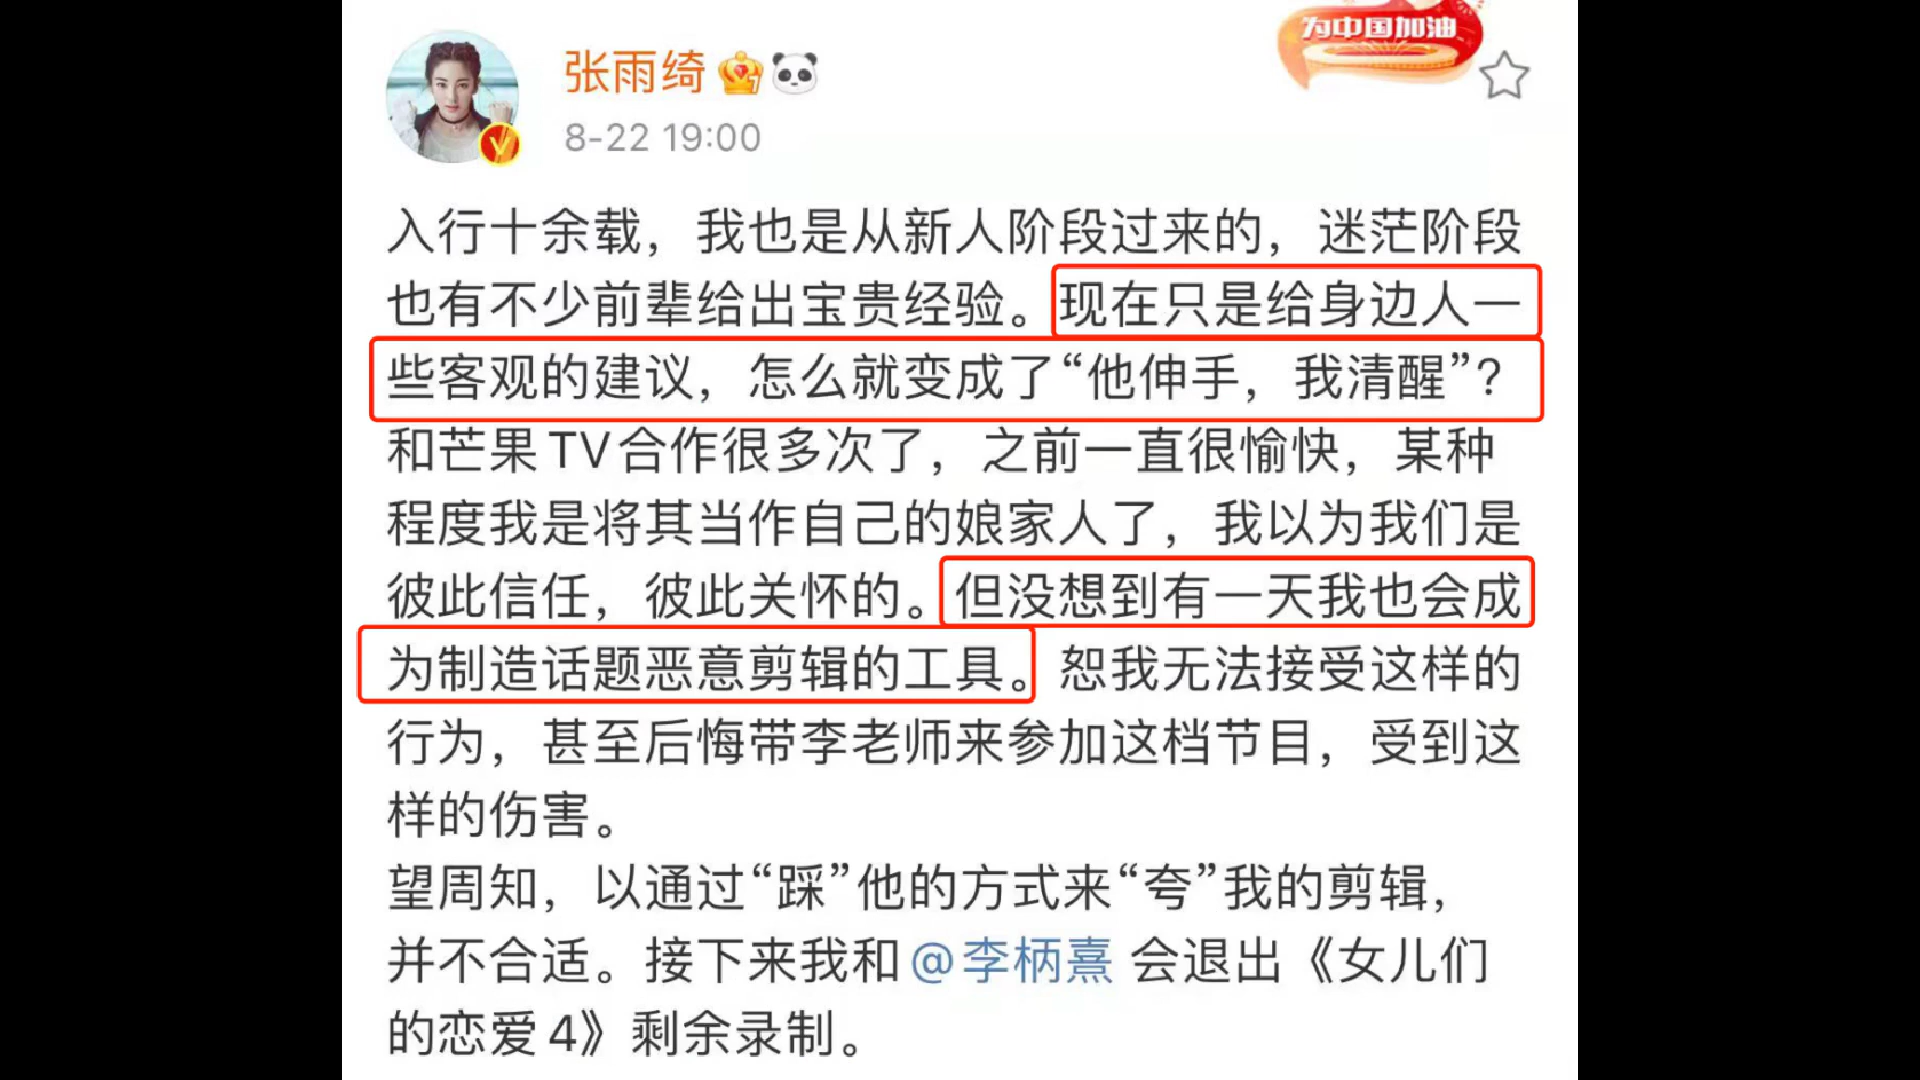 为中国加油
张雨绮
8-22 19:00
入行十余载，我也是从新人阶段过来的，迷茫阶段
也有不少前辈给出宝贵经验。现在只是给身边人一
些客观的建议，怎么就变成了“他伸手，我清醒”？
和芒果TV合作很多次了，之前一直很愉快，某种
程度我是将其当作自己的娘家人了，我以为我们是
彼此信任，彼此关怀的。但没想到有一天我也会成
为制造话题恶意剪辑的工具。恕我无法接受这样的
行为，甚至后悔带李老师来参加这档节目，受到这
样的伤害。
望周知，以通过“踩”他的方式来“夸”我的剪辑，
并不合适。接下来我和@李柄熹 会退出《女儿们
的恋爱4》剩余录制。